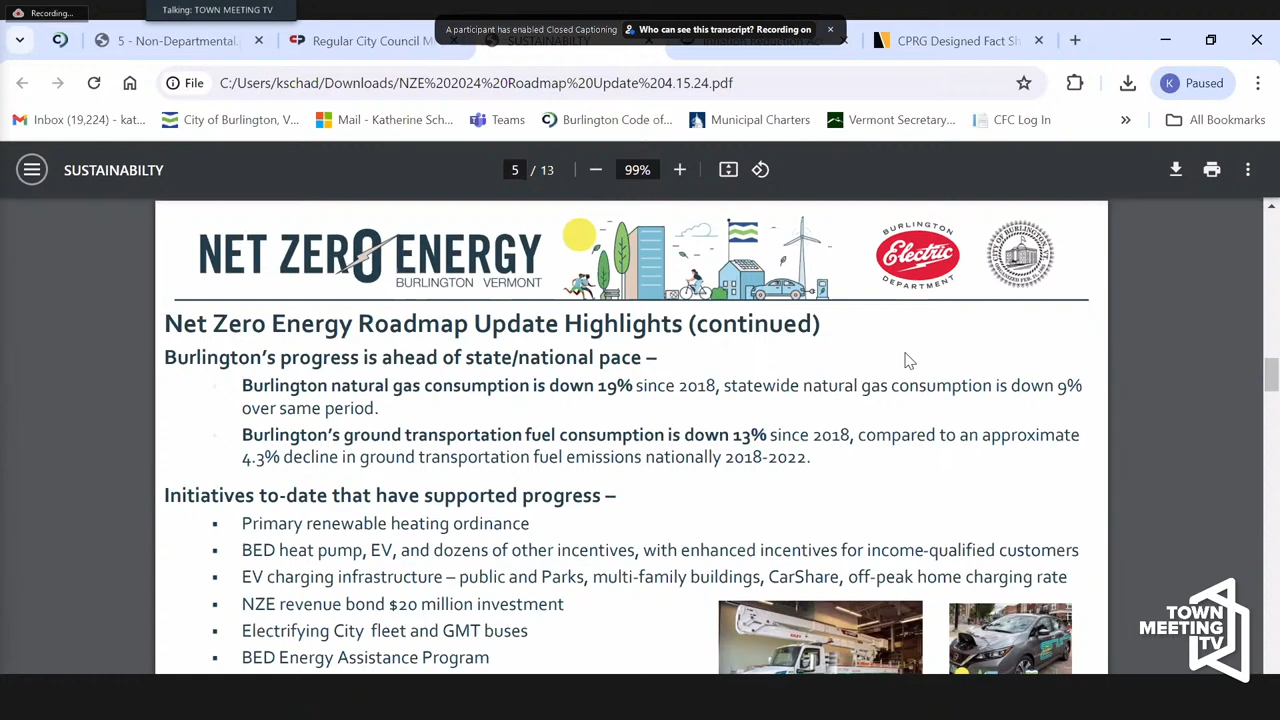 Recording...
Talking: TOWN MEETING TV
A participant has enabled Closed Captioning Who can see this transcript? Recording on
5 - Non-Departmental
Regular City Council M
SUSTAINABILITY
CPRG Designed Fact Sh
File C:/Users/kschad/Downloads/NZE%202024%20Roadmap%20Update%204.15.24.pdf
K Paused
Inbox (19,224) - kat...
City of Burlington, V...
Mail - Katherine Sch...
Teams
Burlington Code of...
Municipal Charters
Vermont Secretary...
CFC Log In
All Bookmarks
SUSTAINABILTY
5 / 13
99%
NET ZERO ENERGY
BURLINGTON VERMONT
BURLINGTON
Electric
DEPARTMENT
Net Zero Energy Roadmap Update Highlights (continued)
Burlington's progress is ahead of state/national pace –
Burlington natural gas consumption is down 19% since 2018, statewide natural gas consumption is down 9%
over same period.
Burlington's ground transportation fuel consumption is down 13% since 2018, compared to an approximate
4.3% decline in ground transportation fuel emissions nationally 2018-2022.
Initiatives to-date that have supported progress –
Primary renewable heating ordinance
BED heat pump, EV, and dozens of other incentives, with enhanced incentives for income-qualified customers
EV charging infrastructure – public and Parks, multi-family buildings, CarShare, off-peak home charging rate
NZE revenue bond $20 million investment
Electrifying City fleet and GMT buses
BED Energy Assistance Program
TOWN
MEETING
TV